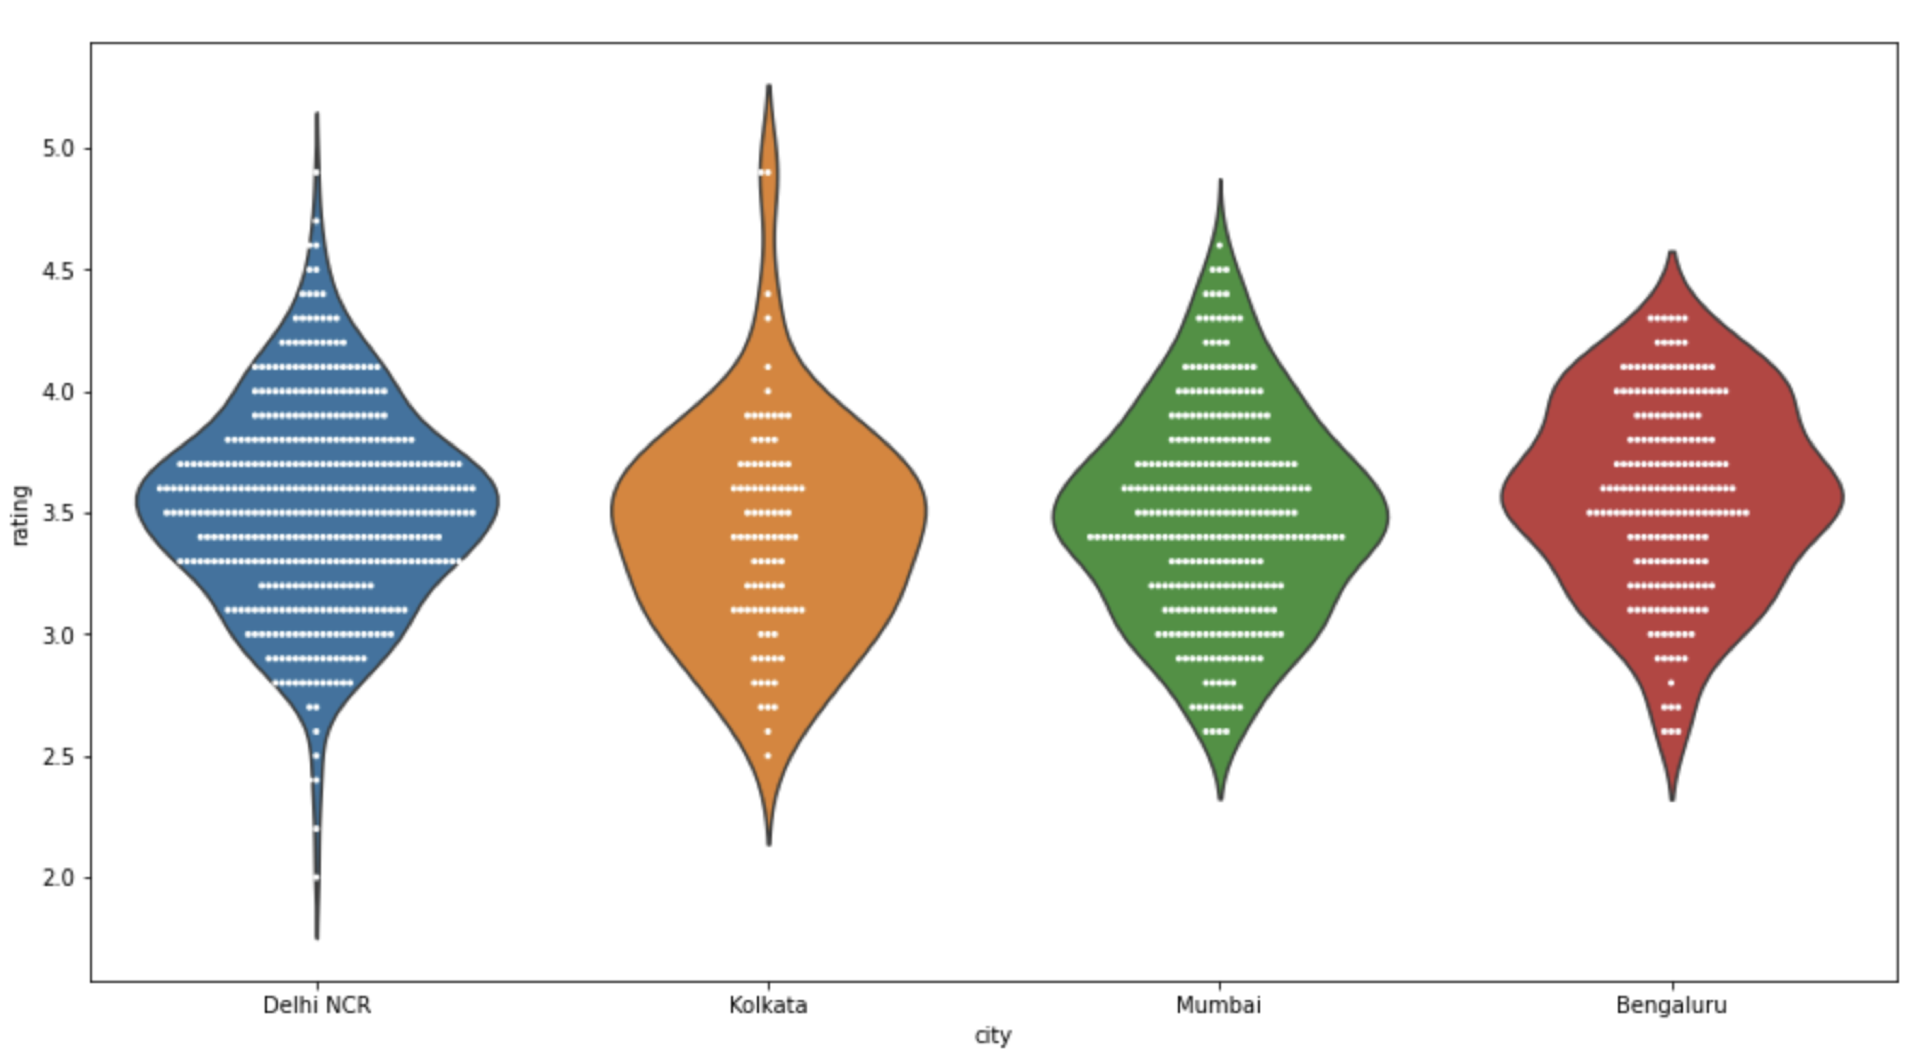 5.0
4.5
4.0
3.5
3.0
2.5
2.0
rating
Delhi NCR
Kolkata
Mumbai
Bengaluru
city